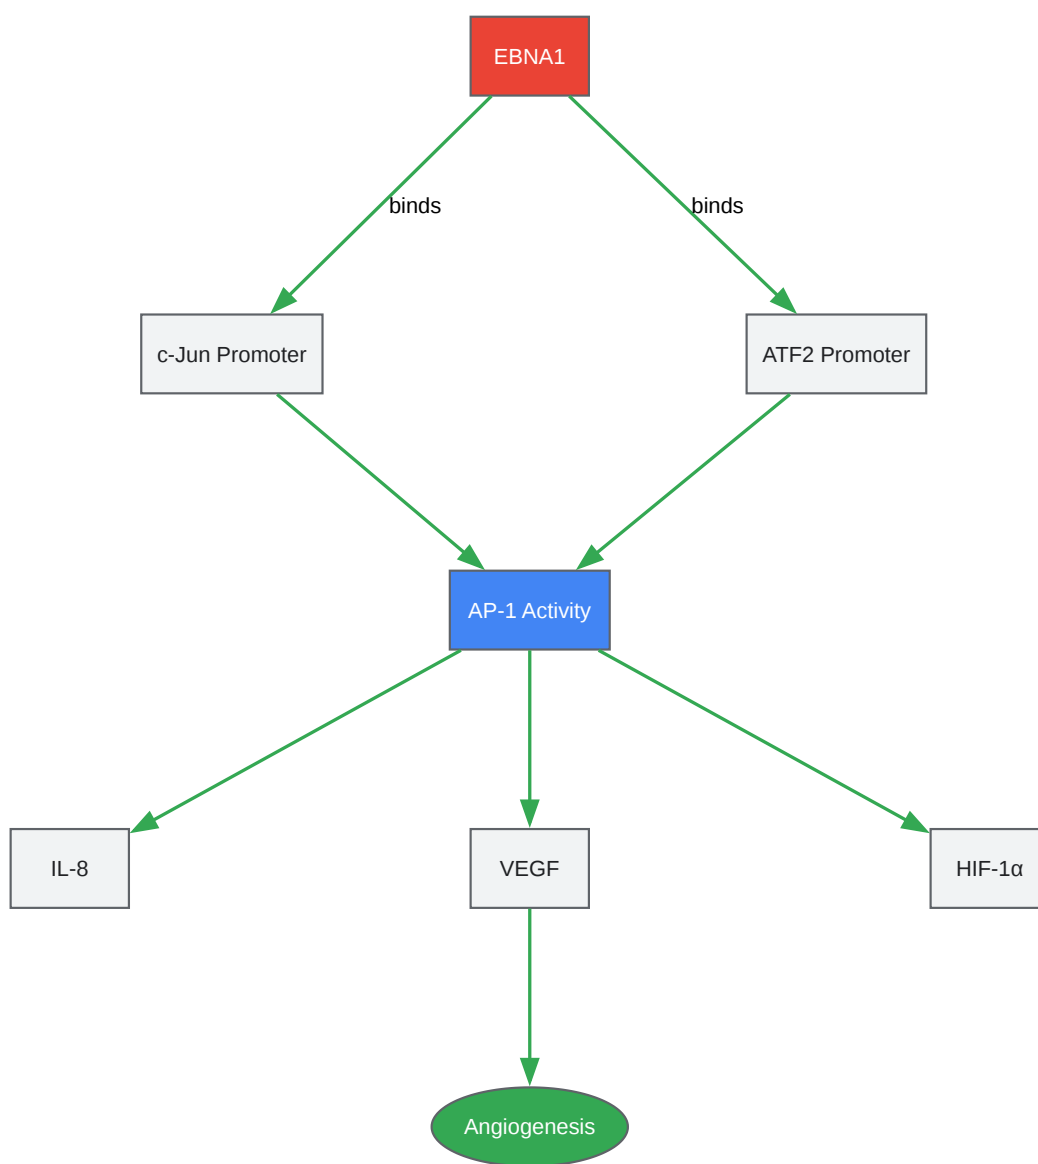 EBNA1
binds
binds
c-Jun Promoter
ATF2 Promoter
AP-1 Activity
IL-8
VEGF
HIF-1α
Angiogenesis